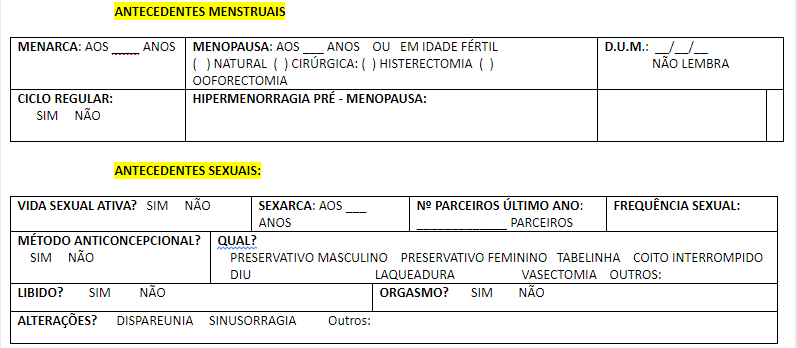 ANTECEDENTES MENSTRUAIS
MENARCA: AOS ______ ANOS
MENOPAUSA: AOS ___ ANOS OU EM IDADE FÉRTIL
( ) NATURAL ( ) CIRÚRGICA: ( ) HISTERECTOMIA ( )
OOFORECTOMIA
D.U.M.: __/__/__
NÃO LEMBRA
CICLO REGULAR:
SIM NÃO
HIPERMENORRAGIA PRÉ - MENOPAUSA:
ANTECEDENTES SEXUAIS:
VIDA SEXUAL ATIVA? SIM NÃO
SEXARCA: AOS ___
ANOS
Nº PARCEIROS ÚLTIMO ANO:
_____________ PARCEIROS
FREQUÊNCIA SEXUAL:
MÉTODO ANTICONCEPCIONAL?
SIM NÃO
QUAL?
PRESERVATIVO MASCULINO PRESERVATIVO FEMININO TABELINHA COITO INTERROMPIDO
DIU LAQUEADURA VASECTOMIA OUTROS:
LIBIDO? SIM NÃO
ORGASMO? SIM NÃO
ALTERAÇÕES? DISPAREUNIA SINUSORRAGIA Outros: